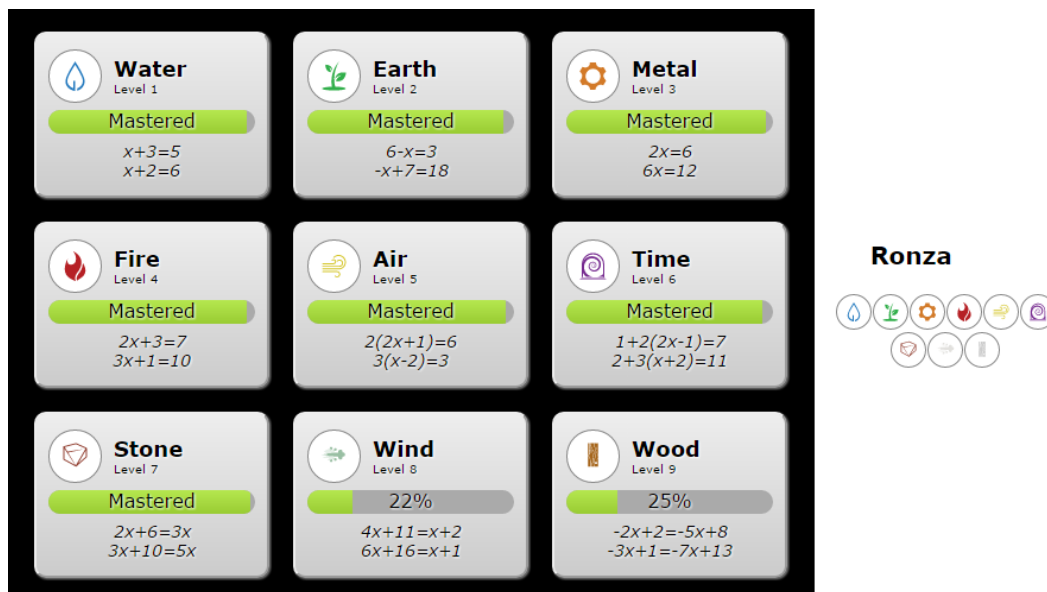 Water
Level 1
Mastered
x+3=5
x+2=6
Earth
Level 2
Mastered
6-x=3
-x+7=18
Metal
Level 3
Mastered
2x=6
6x=12
Fire
Level 4
Mastered
2x+3=7
3x+1=10
Air
Level 5
Mastered
2(2x+1)=6
3(x-2)=3
Time
Level 6
Mastered
1+2(2x-1)=7
2+3(x+2)=11
Stone
Level 7
Mastered
2x+6=3x
3x+10=5x
Wind
Level 8
22%
4x+11=x+2
6x+16=x+1
Wood
Level 9
25%
-2x+2=-5x+8
-3x+1=-7x+13
Ronza